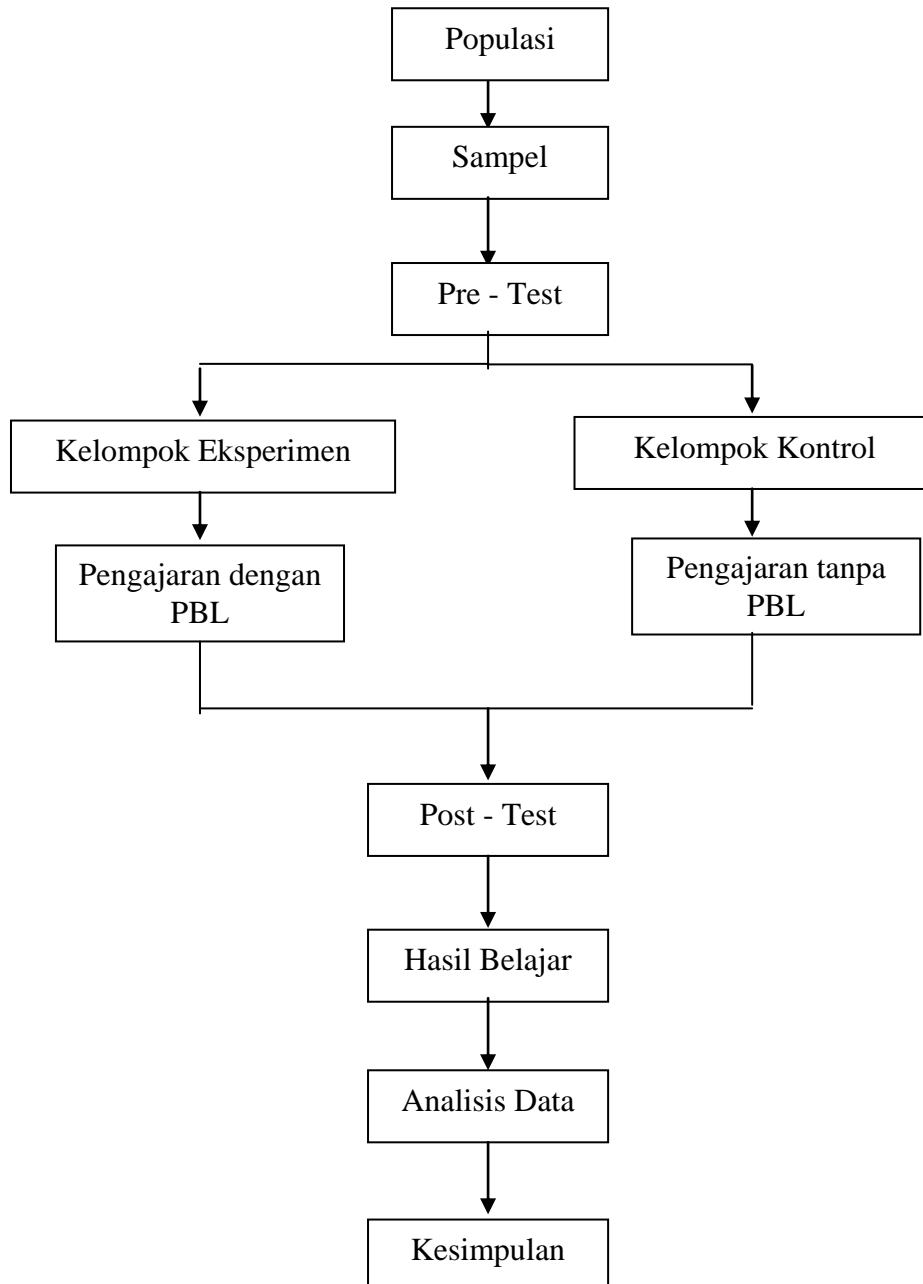 Populasi
Sampel
Pre - Test
Kelompok Eksperimen
Kelompok Kontrol
Pengajaran dengan
PBL
Pengajaran tanpa
PBL
Post - Test
Hasil Belajar
Analisis Data
Kesimpulan